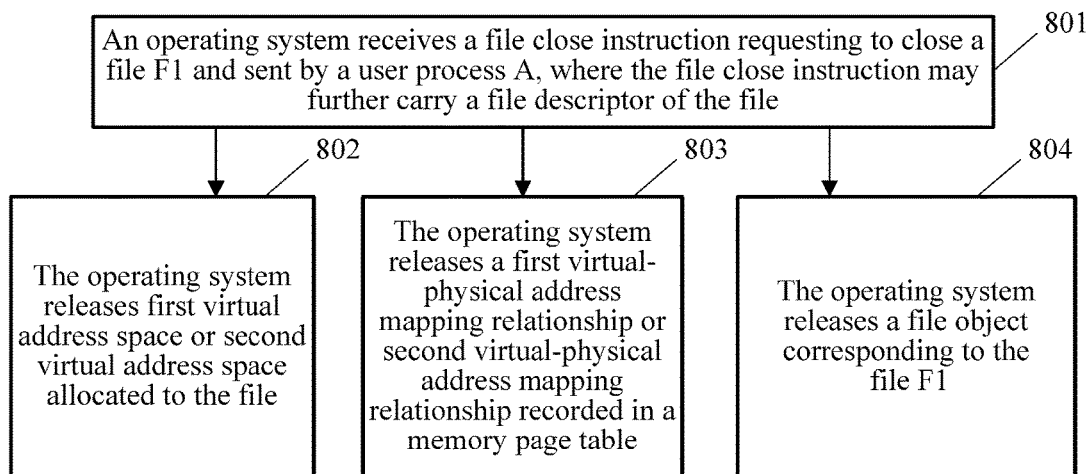 An operating system receives a file close instruction requesting to close a
file F1 and sent by a user process A, where the file close instruction may
further carry a file descriptor of the file
801
802
The operating system
releases first virtual
address space or second
virtual address space
allocated to the file
803
The operating system
releases a first virtual-
physical address
mapping relationship or
second virtual-physical
address mapping
relationship recorded in a
memory page table
804
The operating system
releases a file object
corresponding to the
file F1